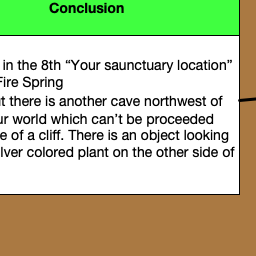 Conclusion
in the 8th “Your saunctuary location”
Fire Spring
t there is another cave northwest of
ur world which can’t be proceeded
e of a cliff. There is an object looking
lver colored plant on the other side of